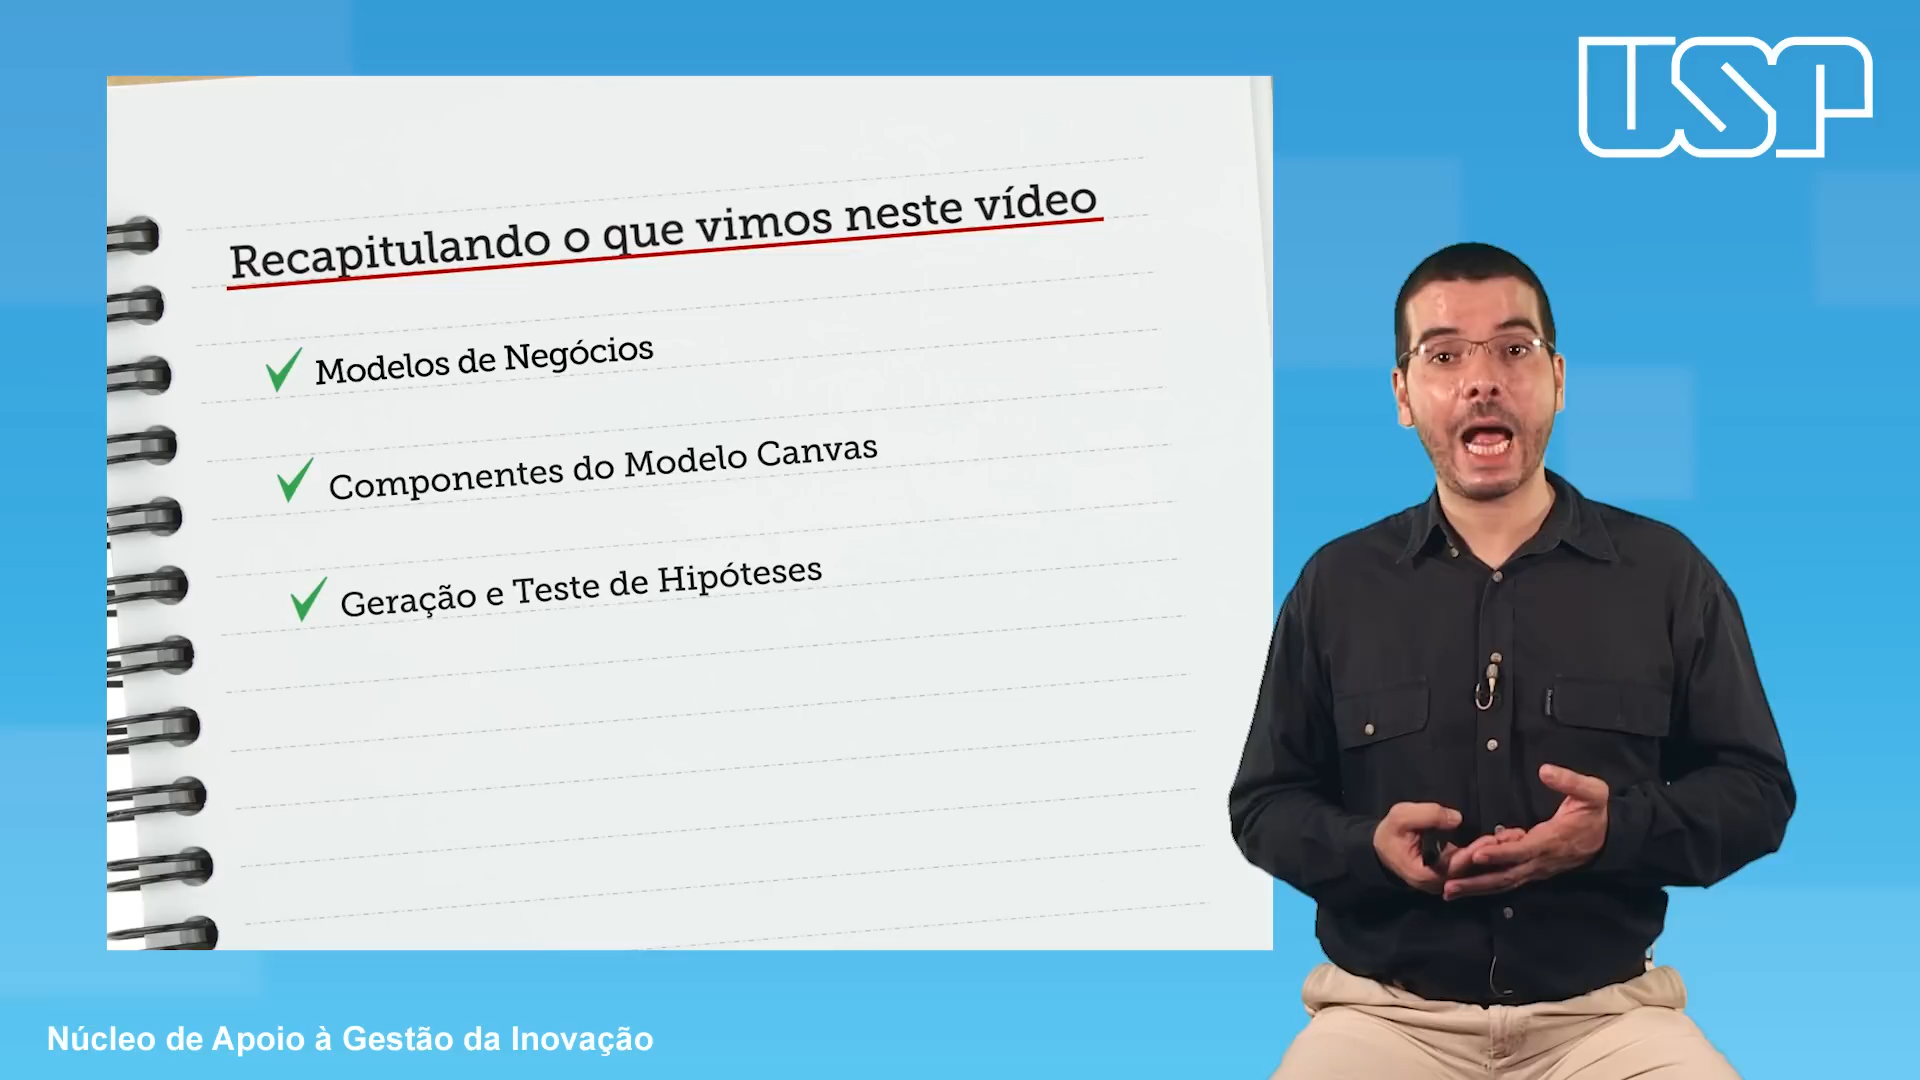 USP
Recapitulando o que vimos neste vídeo
Modelos de Negócios
Componentes do Modelo Canvas
Geração e Teste de Hipóteses
Núcleo de Apoio à Gestão da Inovação